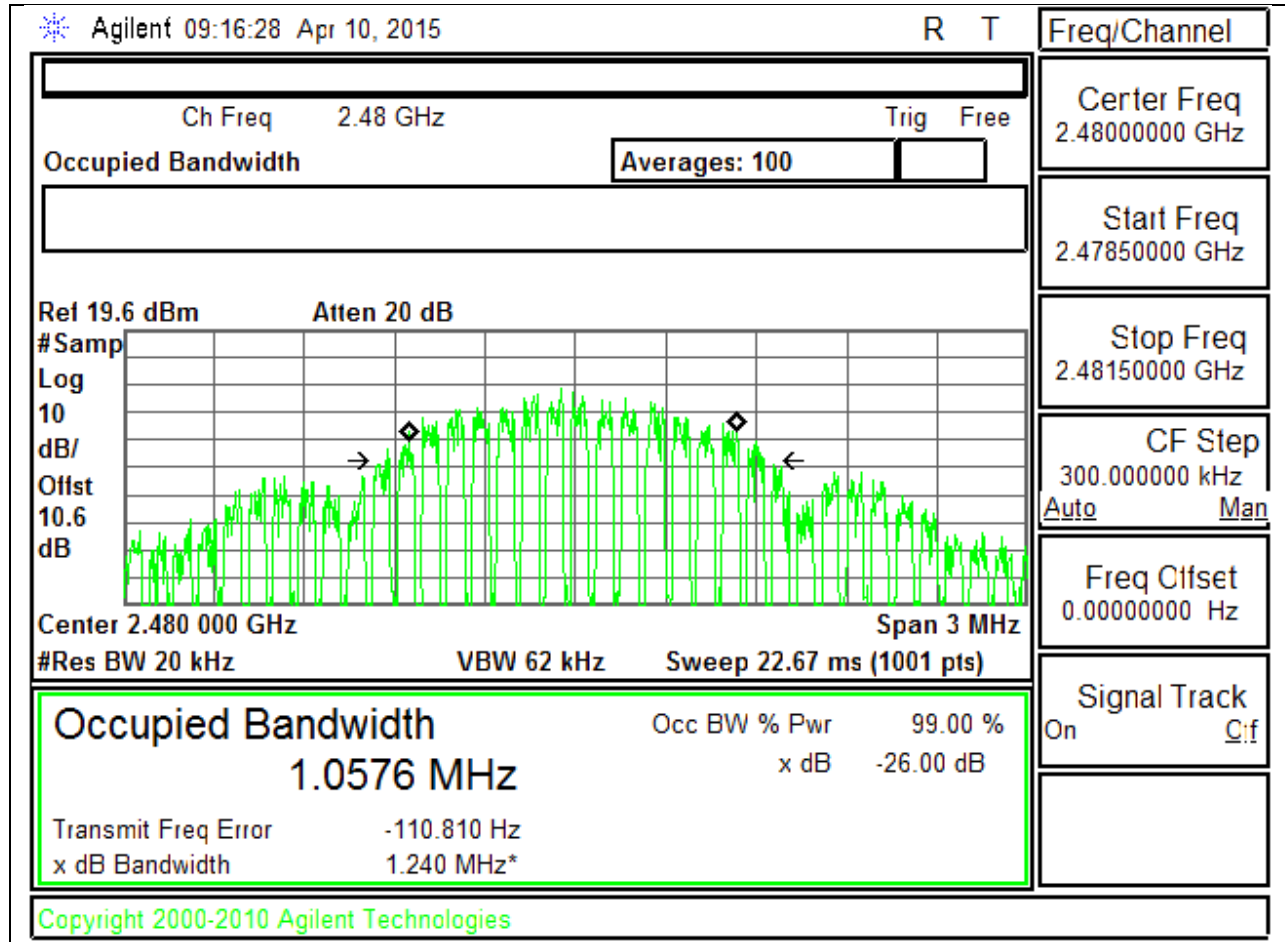 Agilent 09:16:28 Apr 10, 2015 R T
Freq/Channel
Ch Freq 2.48 GHz Trig Free
Occupied Bandwidth Averages: 100
Center Freq
2.48000000 GHz
Start Freq
2.47850000 GHz
Stop Freq
2.48150000 GHz
CF Step
300.000000 kHz
Auto Man
Freq Offset
0.00000000 Hz
Signal Track
On Off
Ref 19.6 dBm Atten 20 dB
#Samp
Log
10
dB/
Offst
10.6
dB
Center 2.480 000 GHz Span 3 MHz
#Res BW 20 kHz VBW 62 kHz Sweep 22.67 ms (1001 pts)
Occupied Bandwidth Occ BW % Pwr 99.00 %
1.0576 MHz x dB -26.00 dB
Transmit Freq Error -110.810 Hz
x dB Bandwidth 1.240 MHz*
Copyright 2000-2010 Agilent Technologies